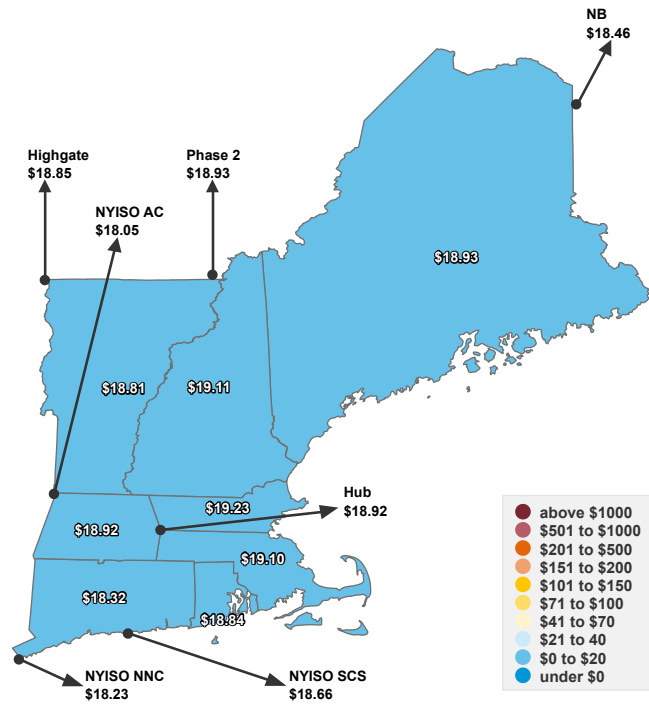 NB
$18.46
Highgate
$18.85
Phase 2
$18.93
NYISO AC
$18.05
$18.93
$18.81
$19.11
Hub
$18.92
$19.23
$18.92
$19.10
$18.32
$18.84
NYISO NNC
$18.23
NYISO SCS
$18.66
above $1000
$501 to $1000
$201 to $500
$151 to $200
$101 to $150
$71 to $100
$41 to $70
$21 to 40
$0 to $20
under $0